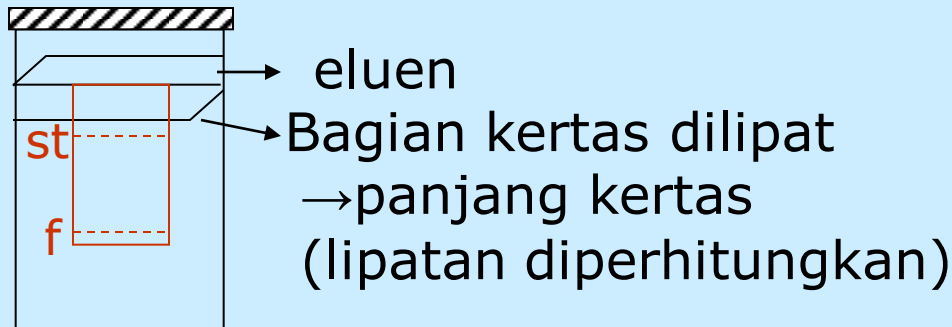 eluen
Bagian kertas dilipat
→panjang kertas
(lipatan diperhitungkan)
st
f